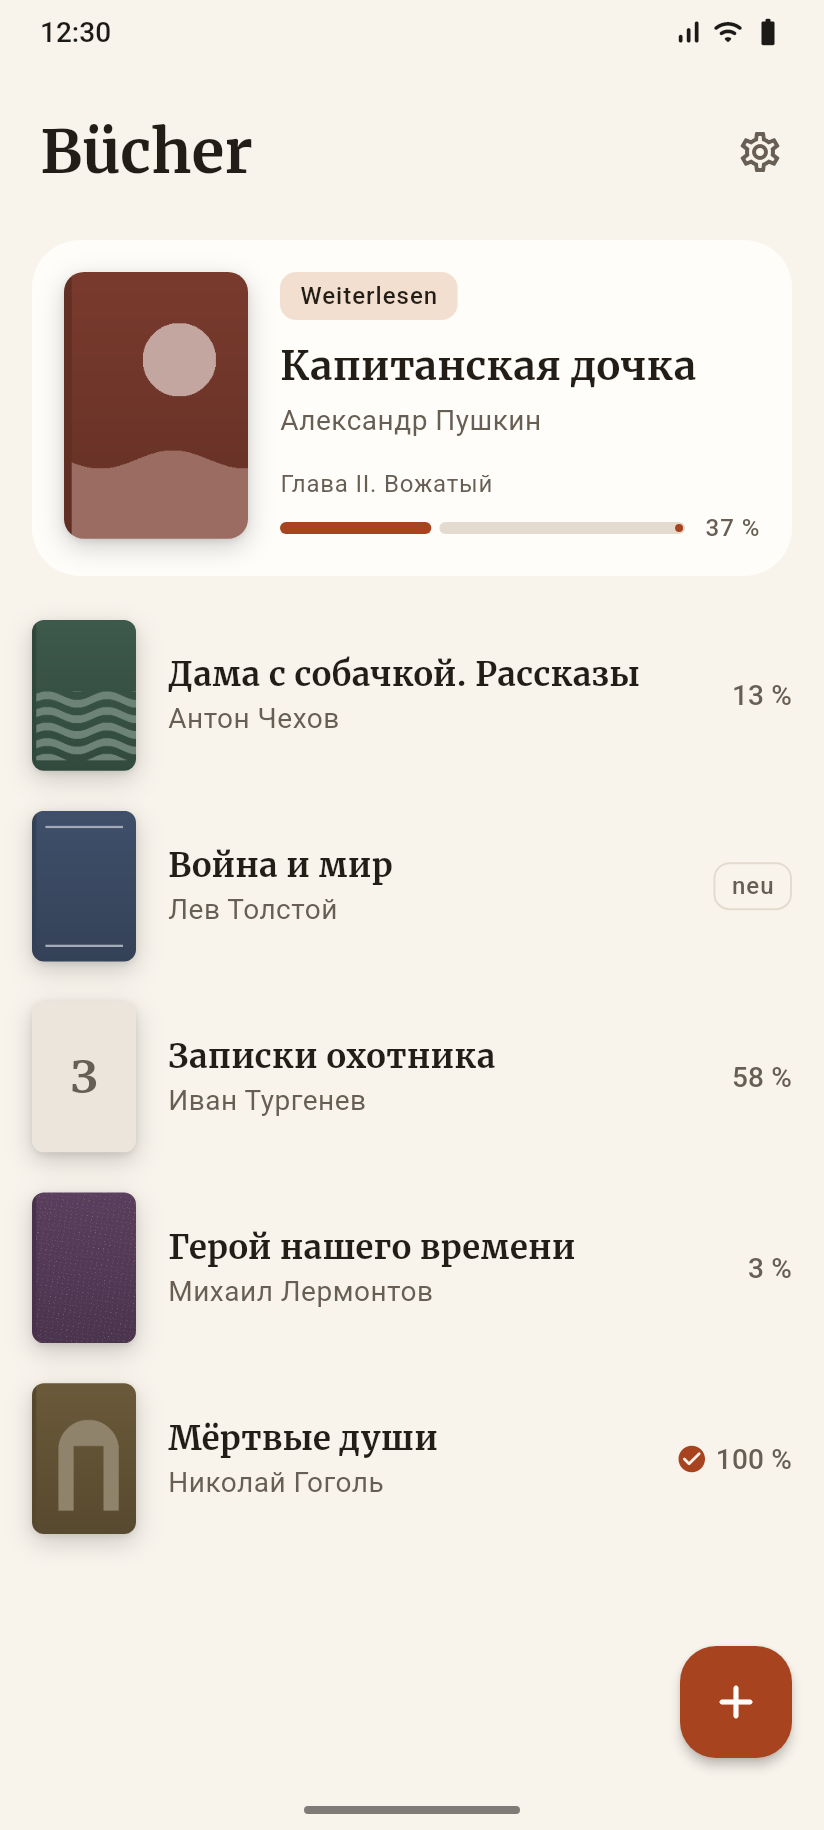 12:30
Bücher
Weiterlesen
Капитанская дочка
Александр Пушкин
Глава II. Вожатый
37 %
Дама с собачкой. Рассказы
Антон Чехов
13 %
Война и мир
Лев Толстой
neu
З
Записки охотника
Иван Тургенев
58 %
Герой нашего времени
Михаил Лермонтов
3 %
Мёртвые души
Николай Гоголь
100 %